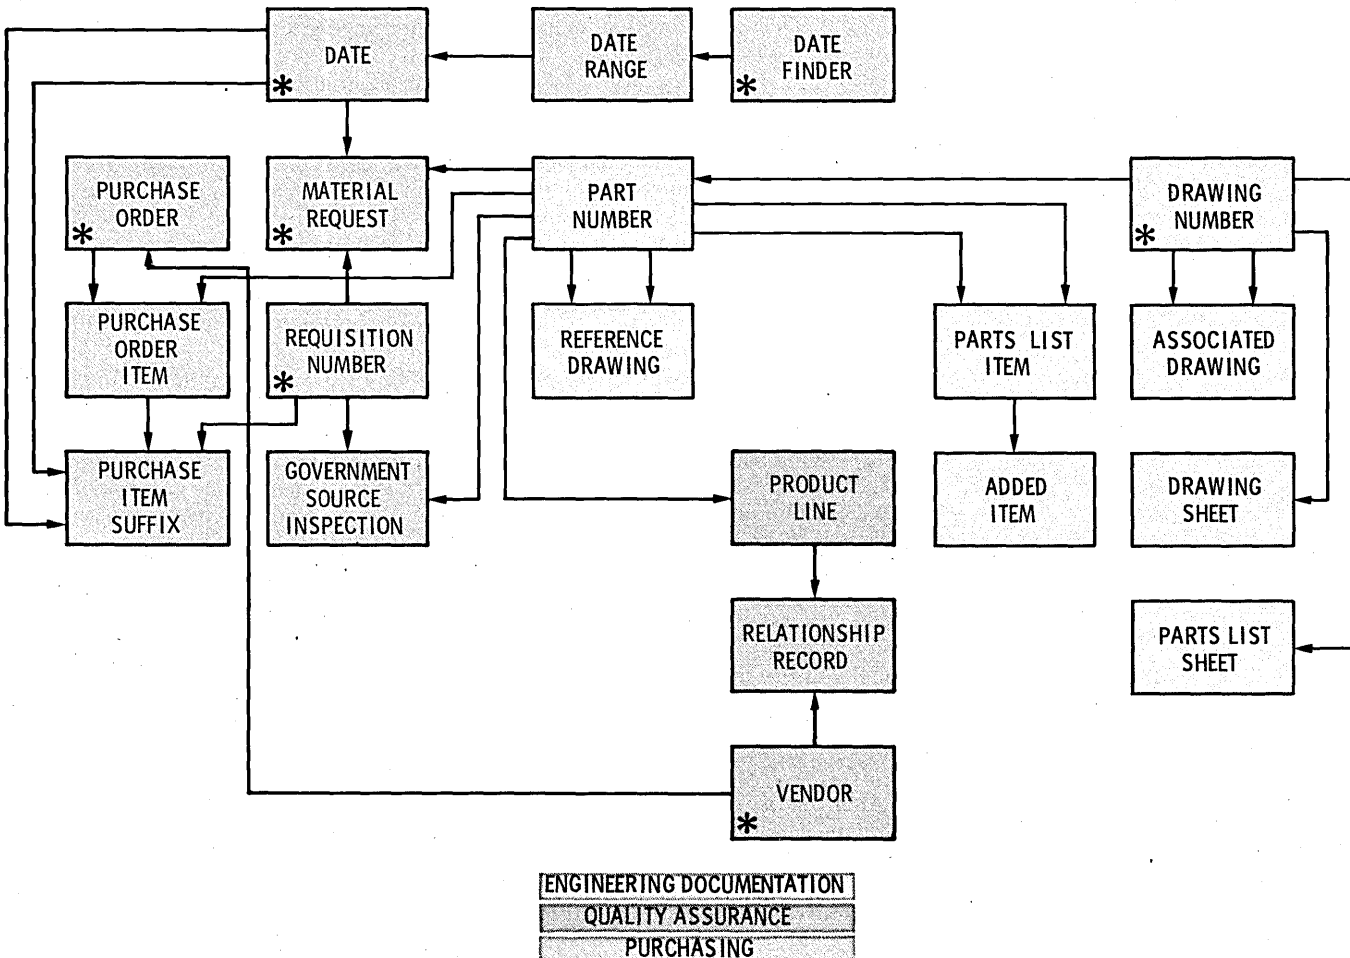 DATE
DATE
RANGE
DATE
FINDER
*
*
PURCHASE
ORDER
*
MATERIAL
REQUEST
*
PART
NUMBER
DRAWING
NUMBER
*
PURCHASE
ORDER
ITEM
REQUISITION
NUMBER
*
REFERENCE
DRAWING
PARTS LIST
ITEM
ASSOCIATED
DRAWING
PURCHASE
ITEM
SUFFIX
GOVERNMENT
SOURCE
INSPECTION
PRODUCT
LINE
ADDED
ITEM
DRAWING
SHEET
RELATIONSHIP
RECORD
PARTS LIST
SHEET
VENDOR
*
ENGINEERING DOCUMENTATION
QUALITY ASSURANCE
PURCHASING